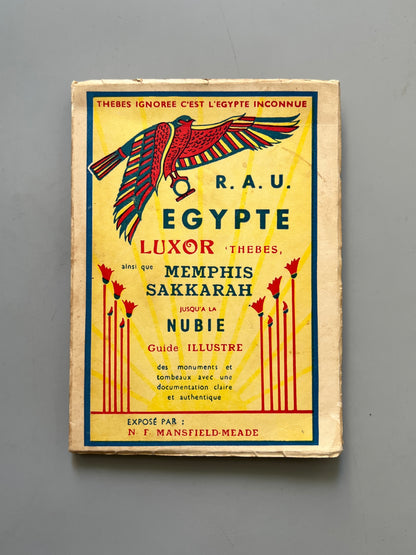 THEBES IGNOREE C'EST L'EGYPTE INCONNUE
R. A. U.
EGYPTE
LUXOR (THEBES,
ainsi que MEMPHIS
SAKKARAH
JUSQU'A LA
NUBIE
Guide ILLUSTRE
des monuments et
tombeaux avec une
documentation claire
et authentique
EXPOSÉ PAR :
N. F. MANSFIELD-MEADE